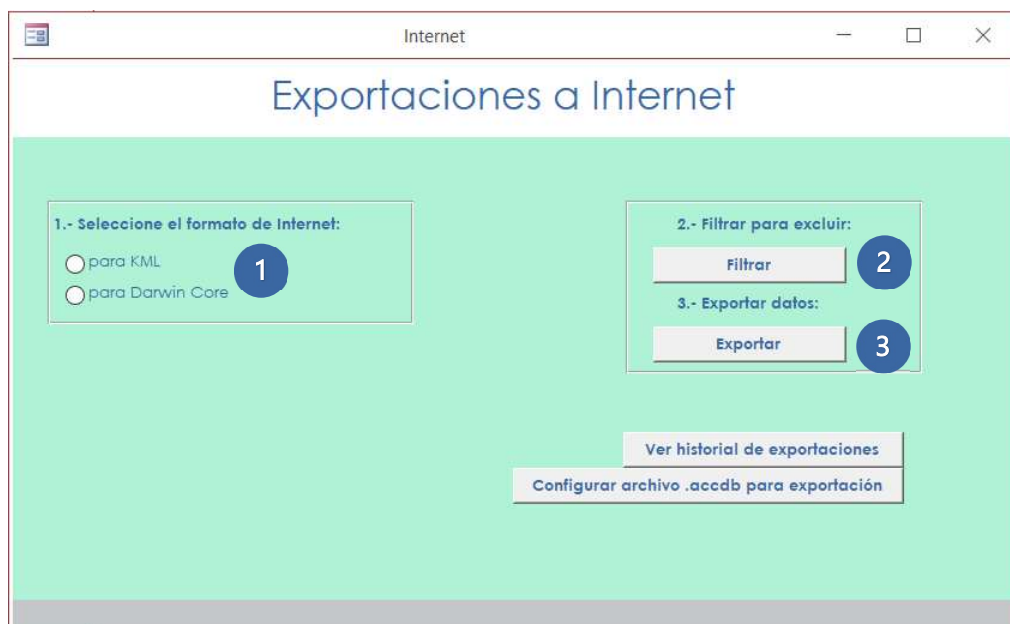 Internet
Exportaciones a Internet
1.- Seleccione el formato de Internet:
para KML
para Darwin Core
1
2.- Filtrar para excluir:
Filtrar
2
3.- Exportar datos:
Exportar
3
Ver historial de exportaciones
Configurar archivo .accdb para exportación